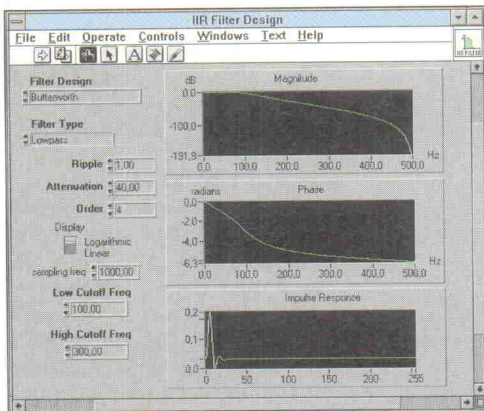 IIR Filter Design
File Edit Operate Controls Windows Text Help
Filter Design
Butterworth
Filter Type
Lowpass
Ripple 1,00
Attenuation 40,00
Order 4
Display
Logarithmic
Linear
sampling freq 1000,00
Low Cutoff Freq
100,00
High Cutoff Freq
300,00
dB Magnitude
0.0
-100,0
-131,9
0,0 100,0 200,0 300,0 400,0 500,0 Hz
radians Phase
0,0
-2,0
-4,0
-6,3
0,0 100,0 200,0 300,0 400,0 500,0 Hz
Impulse Response
0,2
0,1
0,0
0 50 100 150 200 255